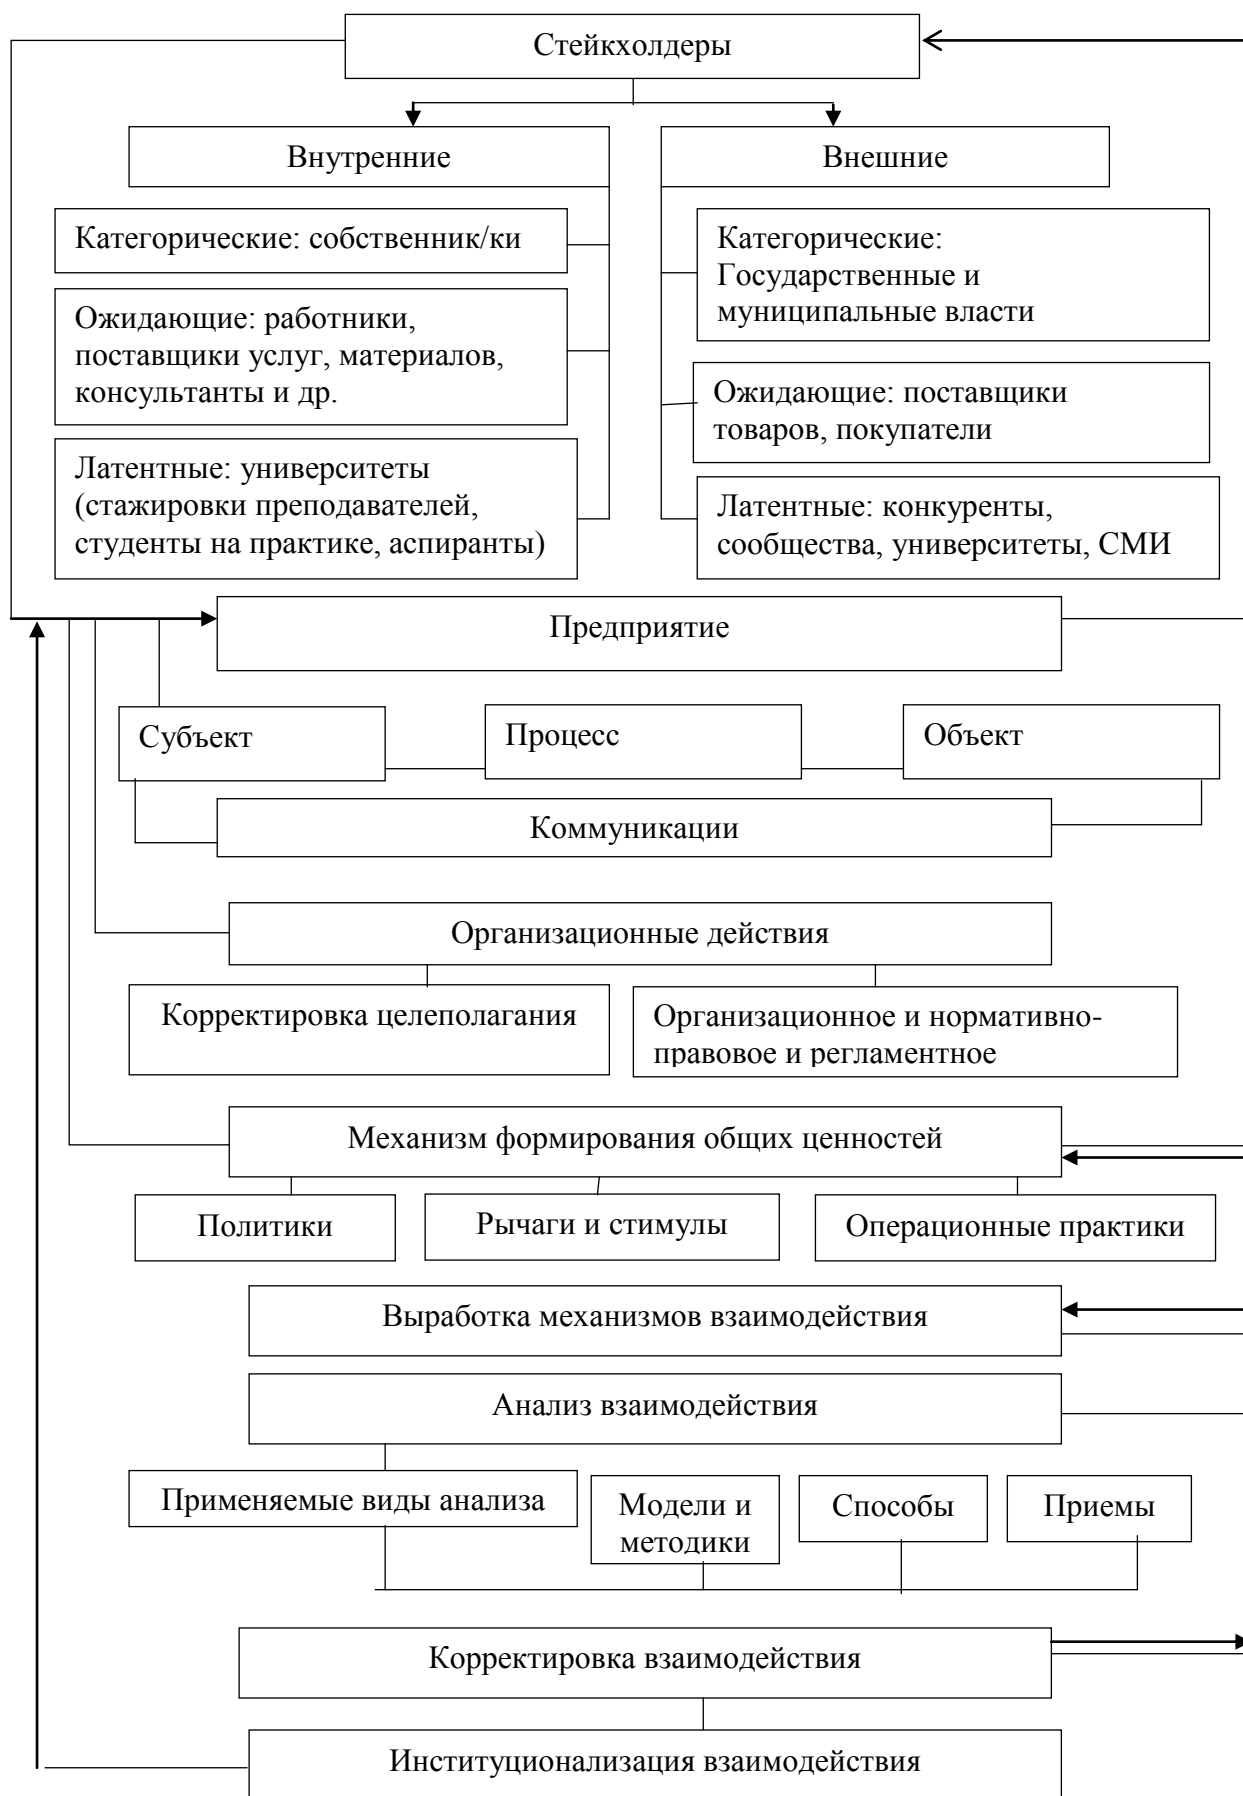 Стейкхолдеры
Внутренние
Внешние
Категорические: собственник/ки
Ожидающие: работники,
поставщики услуг, материалов,
консультанты и др.
Латентные: университеты
(стажировки преподавателей,
студенты на практике, аспиранты)
Категорические:
Государственные и
муниципальные власти
Ожидающие: поставщики
товаров, покупатели
Латентные: конкуренты,
сообщества, университеты, СМИ
Предприятие
Субъект
Процесс
Объект
Коммуникации
Организационные действия
Корректировка целеполагания
Организационное и нормативно-
правовое и регламентное
Механизм формирования общих ценностей
Политики
Рычаги и стимулы
Операционные практики
Выработка механизмов взаимодействия
Анализ взаимодействия
Применяемые виды анализа
Модели и
методики
Способы
Приемы
Корректировка взаимодействия
Институционализация взаимодействия